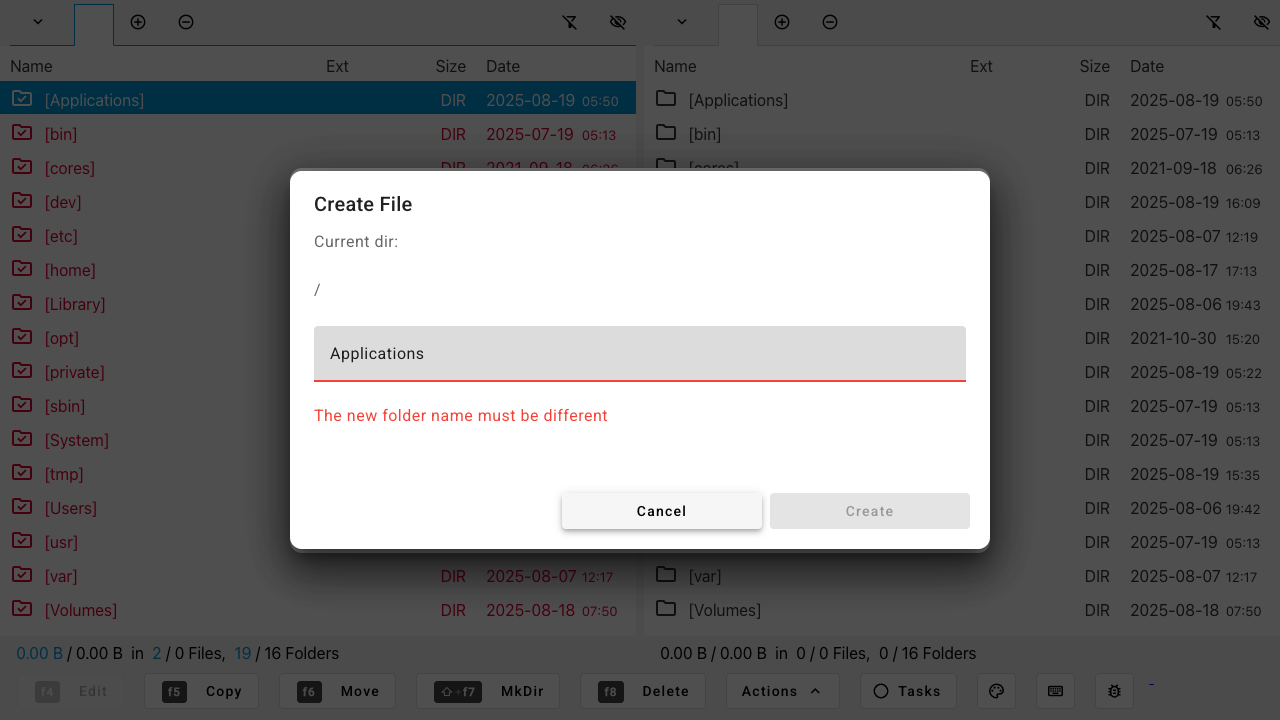 Name Ext Size Date Name Ext Size Date
[Applications] DIR 2025-08-19 05:50 [Applications] DIR 2025-08-19 05:50
[bin] DIR 2025-07-19 05:13 [bin] DIR 2025-07-19 05:13
[cores] DIR 2021-09-18 06:26 [cores] DIR 2021-09-18 06:26
[dev] DIR 2025-08-19 16:09
[etc] DIR 2025-08-07 12:19
[home] DIR 2025-08-17 17:13
[Library] DIR 2025-08-06 19:43
[opt] DIR 2021-10-30 15:20
[private] DIR 2025-08-19 05:22
[sbin] DIR 2025-07-19 05:13
[System] DIR 2025-07-19 05:13
[tmp] DIR 2025-08-19 15:35
[Users] DIR 2025-08-06 19:42
[usr] DIR 2025-07-19 05:13
[var] DIR 2025-08-07 12:17 [var] DIR 2025-08-07 12:17
[Volumes] DIR 2025-08-18 07:50 [Volumes] DIR 2025-08-18 07:50
Create File
Current dir:
/
Applications
The new folder name must be different
Cancel Create
0.00 B / 0.00 B in 2 / 0 Files, 19 / 16 Folders 0.00 B / 0.00 B in 0 / 0 Files, 0 / 16 Folders
f4 Edit f5 Copy f6 Move ⇧+f7 MkDir f8 Delete Actions Tasks -